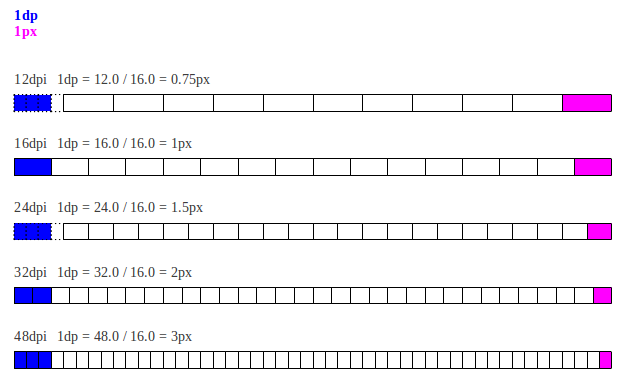 1dp
1px
12dpi 1dp = 12.0 / 16.0 = 0.75px
16dpi 1dp = 16.0 / 16.0 = 1px
24dpi 1dp = 24.0 / 16.0 = 1.5px
32dpi 1dp = 32.0 / 16.0 = 2px
48dpi 1dp = 48.0 / 16.0 = 3px